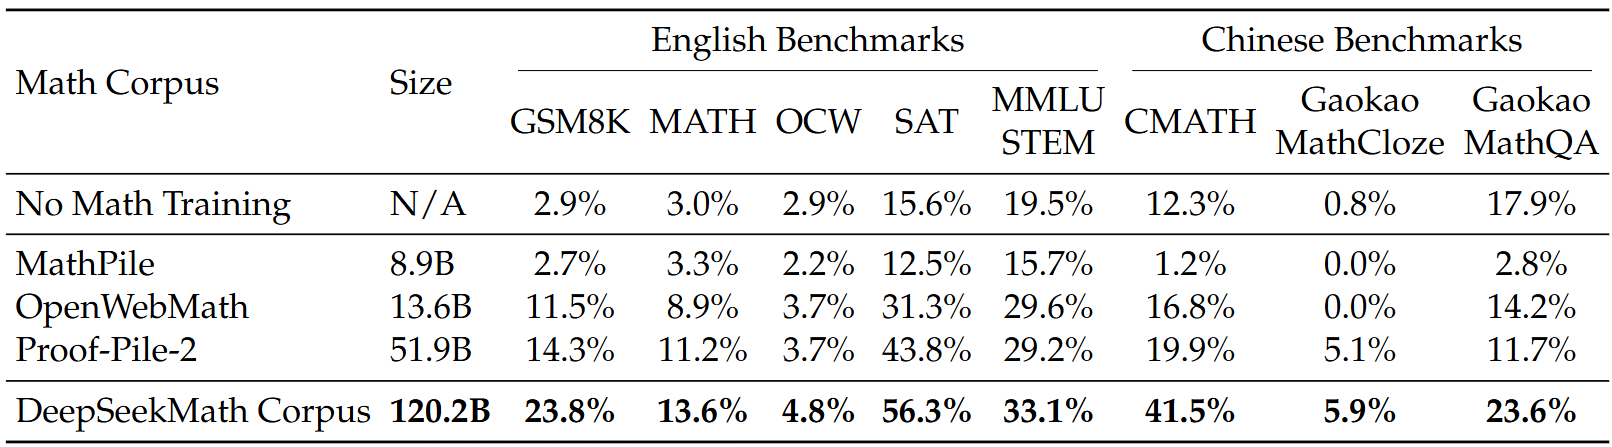 English Benchmarks Chinese Benchmarks
Math Corpus Size
GSM8K MATH OCW SAT MMLU STEM CMATH Gaokao MathCloze Gaokao MathQA
No Math Training N/A 2.9% 3.0% 2.9% 15.6% 19.5% 12.3% 0.8% 17.9%
MathPile 8.9B 2.7% 3.3% 2.2% 12.5% 15.7% 1.2% 0.0% 2.8%
OpenWebMath 13.6B 11.5% 8.9% 3.7% 31.3% 29.6% 16.8% 0.0% 14.2%
Proof-Pile-2 51.9B 14.3% 11.2% 3.7% 43.8% 29.2% 19.9% 5.1% 11.7%
DeepSeekMath Corpus 120.2B 23.8% 13.6% 4.8% 56.3% 33.1% 41.5% 5.9% 23.6%